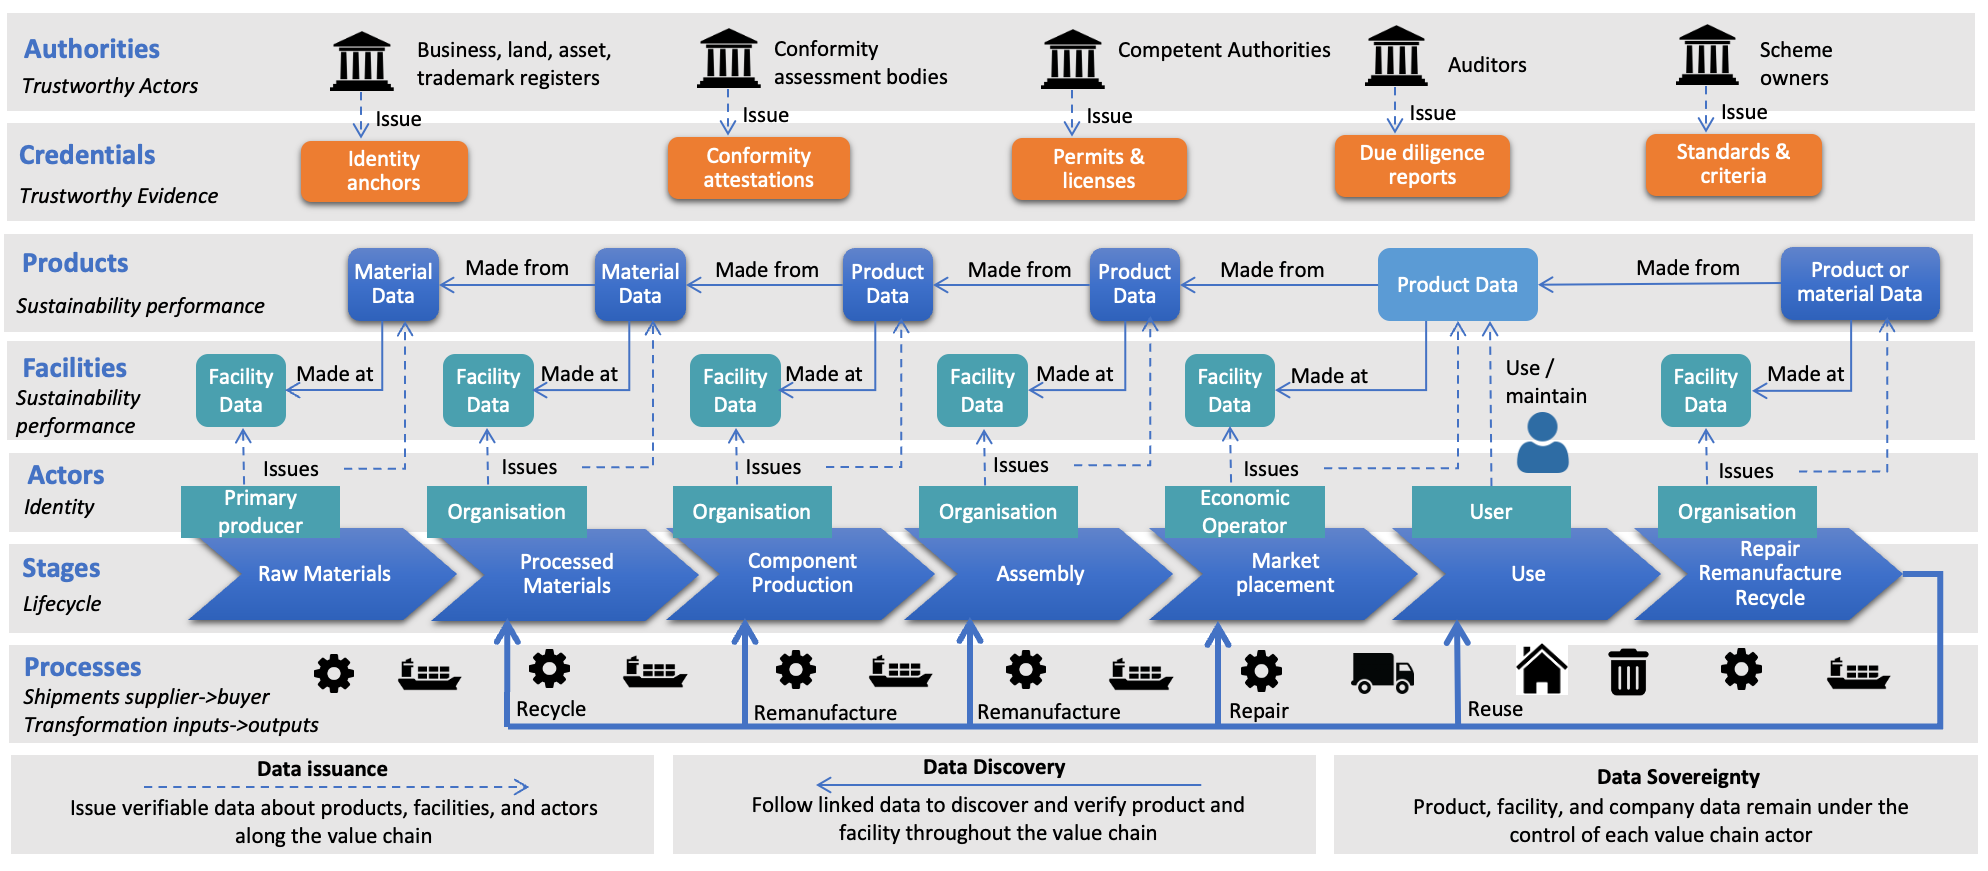 Authorities
Trustworthy Actors
Business, land, asset,
trademark registers
Conformity
assessment bodies
Competent Authorities
Auditors
Scheme
owners
Issue
Issue
Issue
Issue
Issue
Credentials
Trustworthy Evidence
Identity
anchors
Conformity
attestations
Permits &
licenses
Due diligence
reports
Standards &
criteria
Products
Sustainability performance
Material
Data
Made from
Material
Data
Made from
Product
Data
Made from
Product
Data
Made from
Product Data
Made from
Product or
material Data
Facilities
Sustainability
performance
Facility
Data
Made at
Facility
Data
Made at
Facility
Data
Made at
Facility
Data
Made at
Facility
Data
Made at
Use /
maintain
Facility
Data
Made at
Actors
Identity
Issues
Issues
Issues
Issues
Issues
Issues
Primary
producer
Organisation
Organisation
Organisation
Economic
Operator
User
Organisation
Stages
Lifecycle
Raw Materials
Processed
Materials
Component
Production
Assembly
Market
placement
Use
Repair
Remanufacture
Recycle
Processes
Shipments supplier->buyer
Transformation inputs->outputs
Recycle
Remanufacture
Remanufacture
Repair
Reuse
Data issuance
Issue verifiable data about products, facilities, and actors
along the value chain
Data Discovery
Follow linked data to discover and verify product and
facility throughout the value chain
Data Sovereignty
Product, facility, and company data remain under the
control of each value chain actor